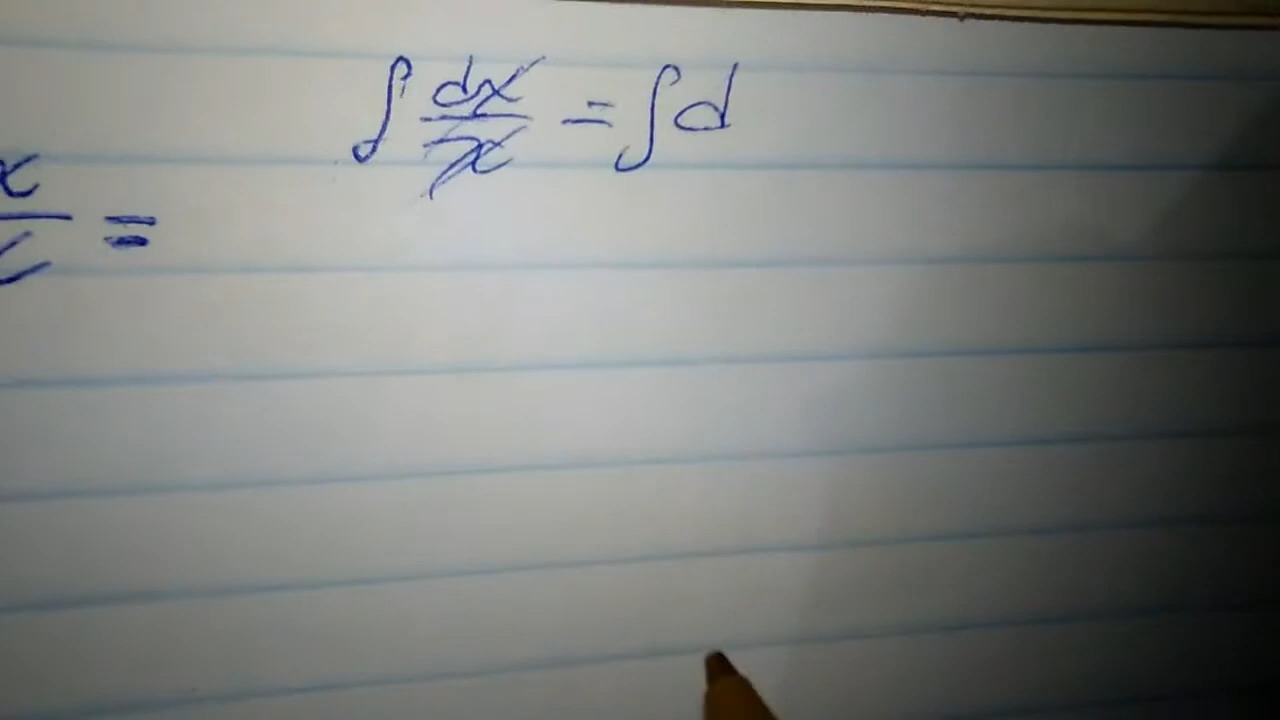 ∫ dx/x = ∫d
x/x =